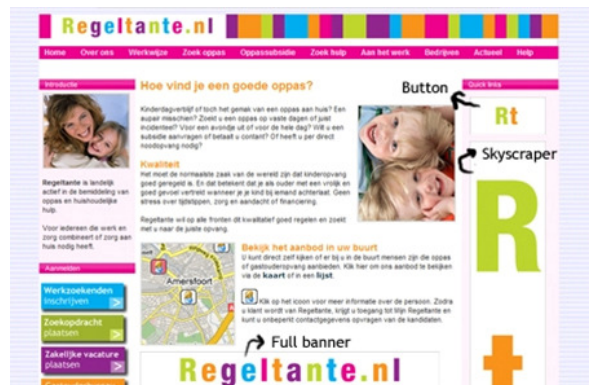 Regeltante.nl
Home Over ons Werkwijze Zoek oppas Oppassubsidie Zoek hulp Aan het werk Bedrijven Actueel Help
Introductie
Regeltante is landelijk
actief in de bemiddeling van
oppas en huishoudelijke
hulp.
Voor iedereen die werk en
zorg combineert of zorg aan
huis nodig heeft.
Aanmelden
Werkzoekenden
inschrijven
Zoekopdracht
plaatsen
Zakelijke vacature
plaatsen
Hoe vind je een goede oppas?
Kinderdagverblijf of toch het gemak van een oppas aan huis? Een
aupair misschien? Zoekt u een oppas op vaste dagen of juist
incidenteel? Voor een avondje uit of voor de hele dag? Wilt u een
subsidie aanvragen of betaalt u contant? Of heeft u per direct
noodopvang nodig?
Kwaliteit
Het moet de normaalste zaak van de wereld zijn dat kinderopvang
goed geregeld is. En dat betekent dat je als ouder met een vrolijk en
goed gevoel vertrekt wanneer je je kind bij iemand achterlaat. Geen
stress over tijdstippen, zorg en aandacht of financiering.
Regeltante wil op alle fronten dit kwalitatief goed regelen en zoekt
met u naar de juiste opvang.
Amersfoort
Bekijk het aanbod in uw buurt
U kunt direct zelf kijken of er bij u in de buurt mensen zijn die oppas
of gastouderopvang aanbieden. Klik hier om ons aanbod te bekijken
via de kaart of in een lijst.
Klik op het icoon voor meer informatie over de persoon. Zodra
u klant wordt van Regeltante, krijgt u toegang tot Mijn Regeltante en
kunt u onbeperkt contactgegevens opvragen van de kandidaten.
Full banner
Regeltante.nl
Button
Quick links
Rt
Skyscraper
R
t